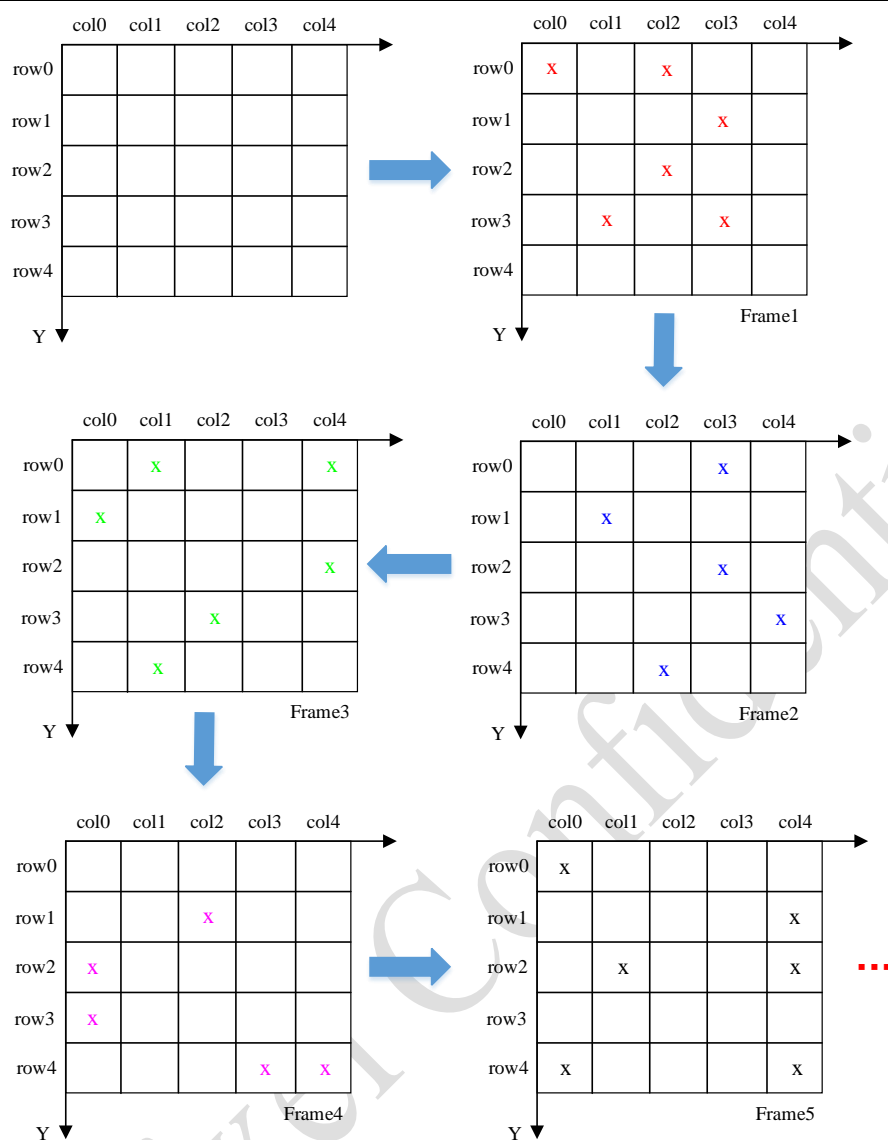 col0 col1 col2 col3 col4
row0
row1
row2
row3
row4
Y
col0 col1 col2 col3 col4
row0 x x
row1 x
row2 x
row3 x x
row4
Frame1
Y
col0 col1 col2 col3 col4
row0 x x
row1 x
row2 x
row3 x
row4 x
Frame3
Y
col0 col1 col2 col3 col4
row0 x
row1 x
row2 x
row3 x
row4 x
Frame2
Y
col0 col1 col2 col3 col4
row0
row1 x
row2 x
row3 x
row4 x x
Frame4
Y
col0 col1 col2 col3 col4
row0 x
row1 x
row2 x x
row3
row4 x x
Frame5
Y
...